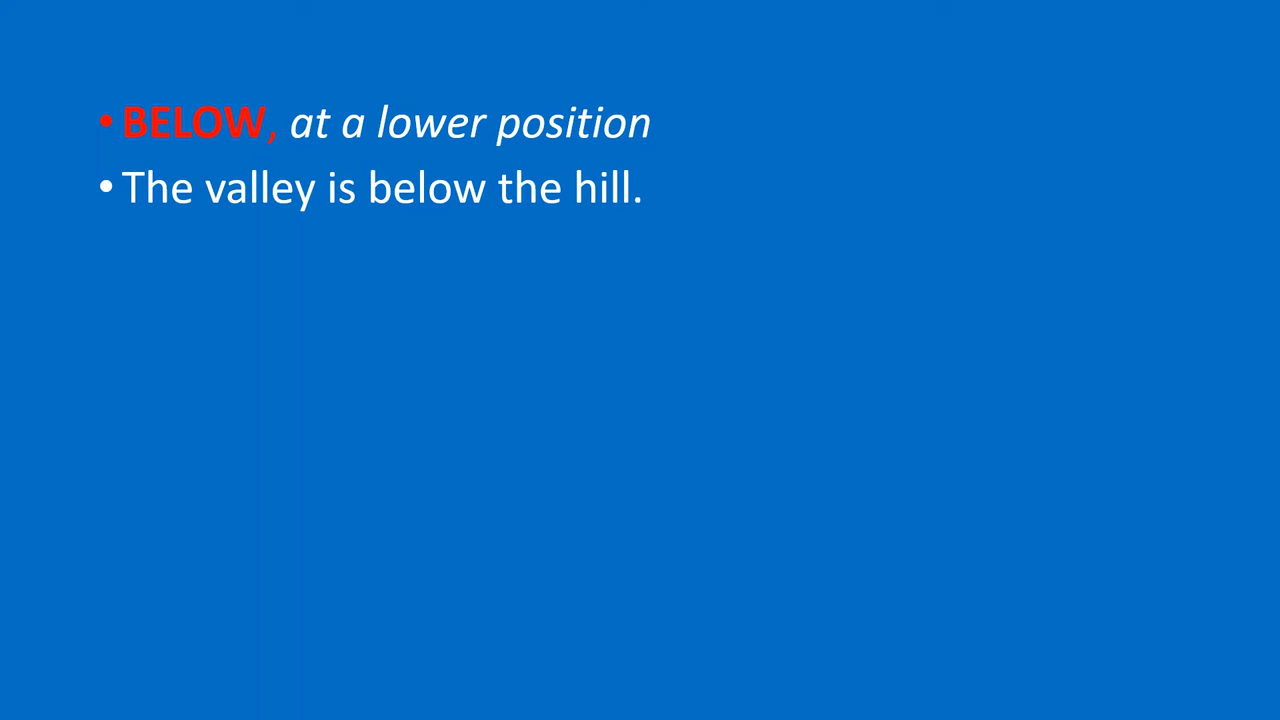 • BELOW, at a lower position
• The valley is below the hill.